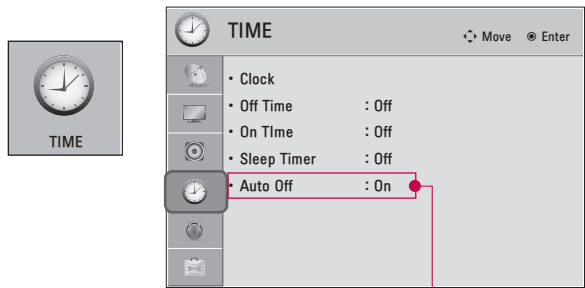 TIME
TIME Move Enter
• Clock
• Off Time : Off
• On TIme : Off
• Sleep Timer : Off
• Auto Off : On